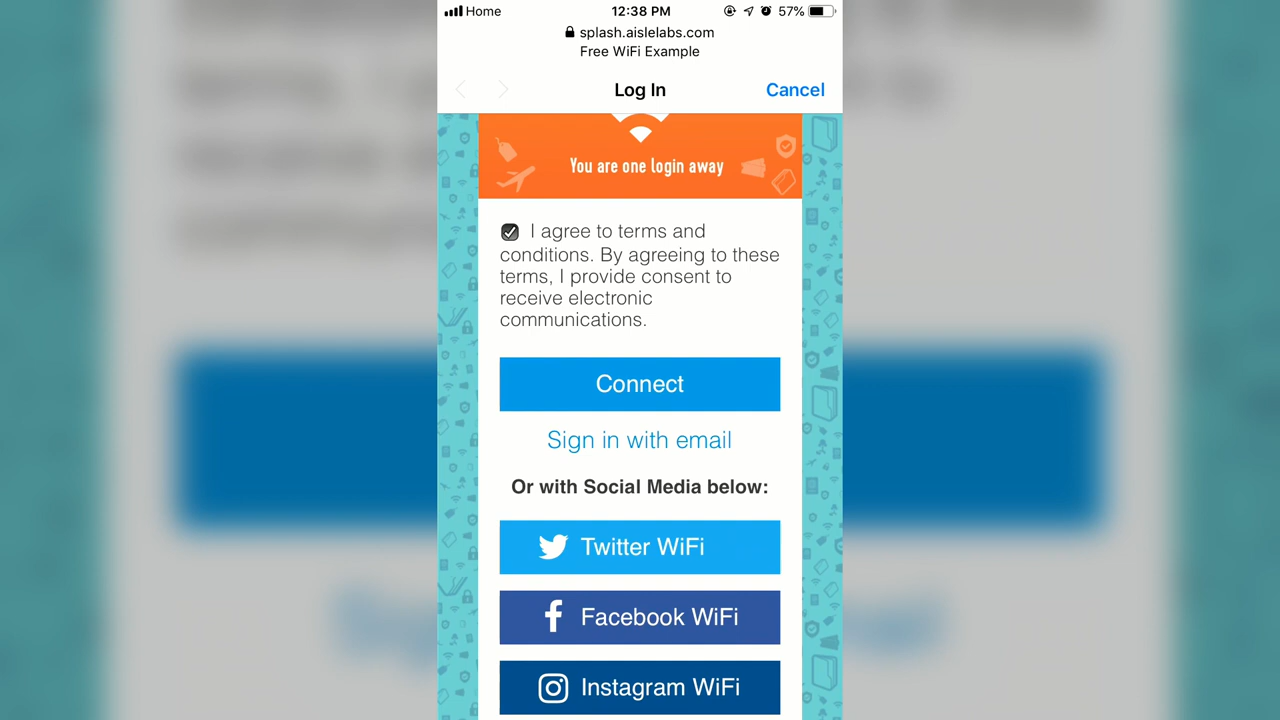 Home 12:38 PM 57%
splash.aislelabs.com
Free WiFi Example
Log In Cancel
You are one login away
I agree to terms and
conditions. By agreeing to these
terms, I provide consent to
receive electronic
communications.
Connect
Sign in with email
Or with Social Media below:
Twitter WiFi
Facebook WiFi
Instagram WiFi